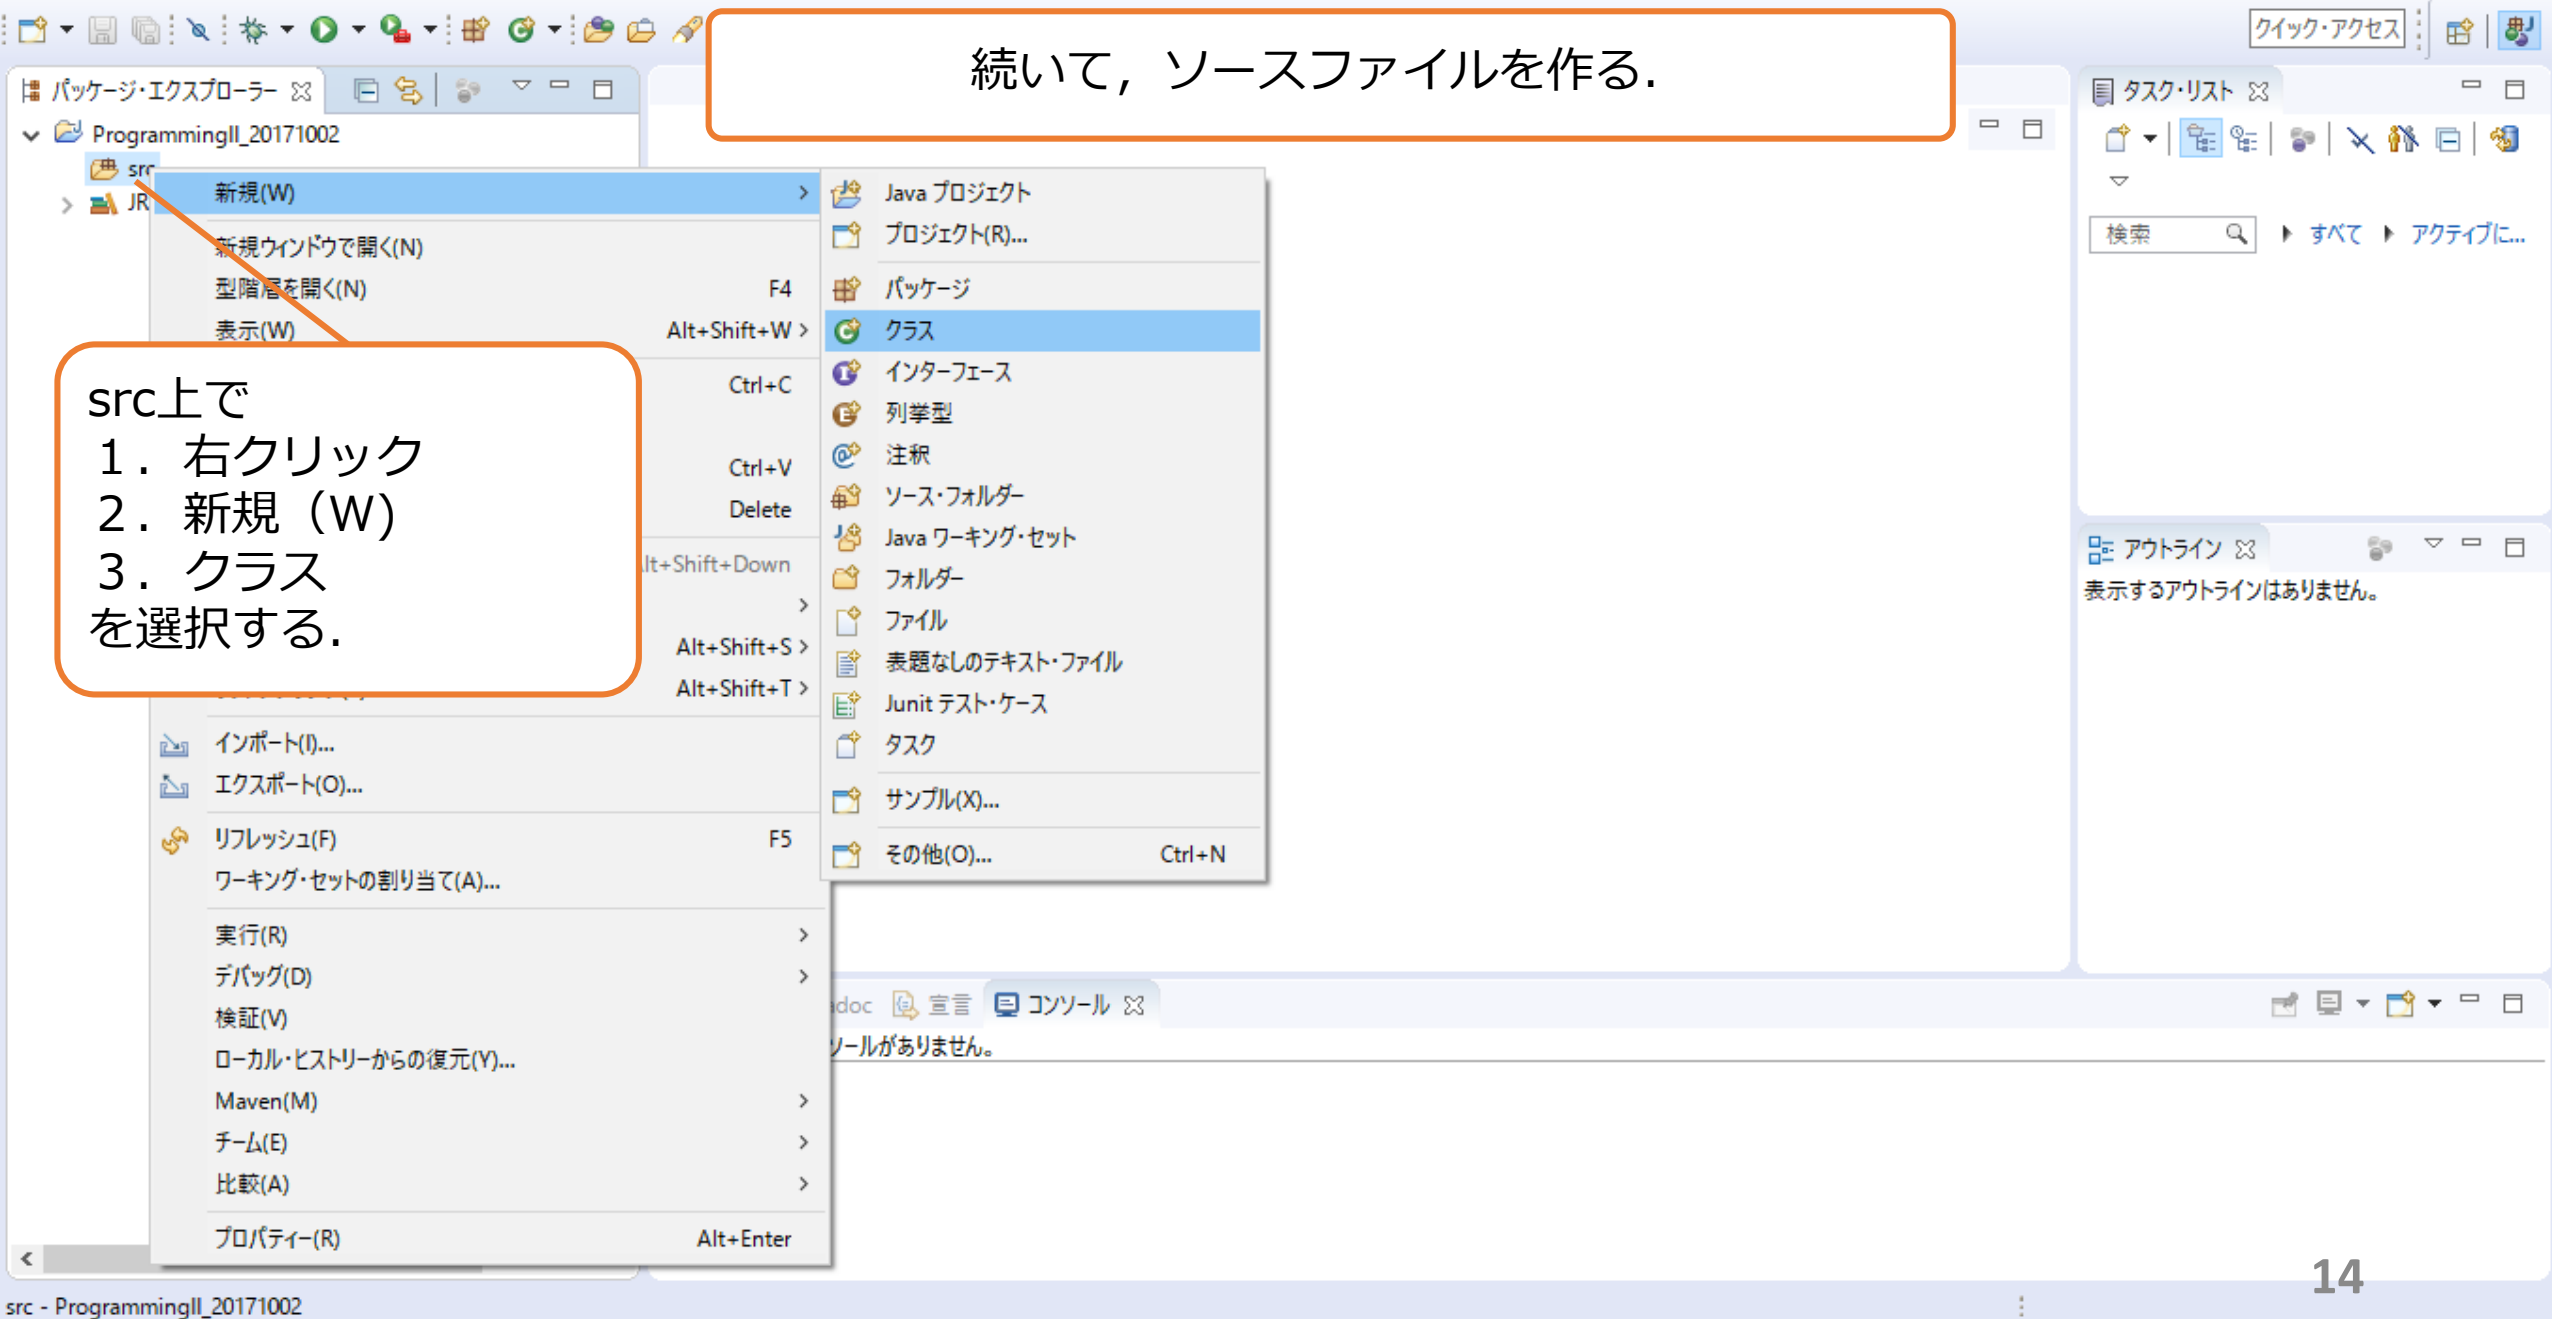 続いて，ソースファイルを作る．
クイック・アクセス
パッケージ・エクスプローラー
ProgrammingII_20171002
src
JR
src上で
１．右クリック
２．新規（W)
３．クラス
を選択する．
新規(W)
新規ウィンドウで開く(N)
型階層を開く(N) F4
表示(W) Alt+Shift+W
Ctrl+C
Ctrl+V
Delete
lt+Shift+Down
Alt+Shift+S
Alt+Shift+T
インポート(I)...
エクスポート(O)...
リフレッシュ(F) F5
ワーキング・セットの割り当て(A)...
実行(R)
デバッグ(D)
検証(V)
ローカル・ヒストリーからの復元(Y)...
Maven(M)
チーム(E)
比較(A)
プロパティー(R) Alt+Enter
Java プロジェクト
プロジェクト(R)...
パッケージ
クラス
インターフェース
列挙型
注釈
ソース・フォルダー
Java ワーキング・セット
フォルダー
ファイル
表題なしのテキスト・ファイル
Junit テスト・ケース
タスク
サンプル(X)...
その他(O)... Ctrl+N
タスク・リスト
検索 すべて アクティブに...
アウトライン
表示するアウトラインはありません。
adoc 宣言 コンソール
ソールがありません。
14
src - ProgrammingII_20171002